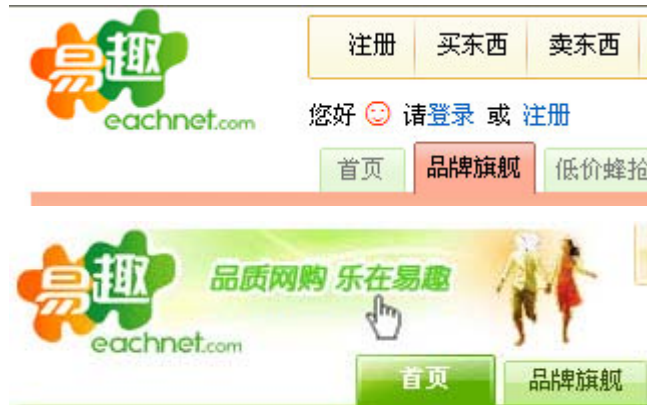 易趣
eachnet.com
注册 买东西 卖东西
您好 请登录 或 注册
首页 品牌旗舰 低价蜂抢
易趣
eachnet.com
品质网购 乐在易趣
首页 品牌旗舰